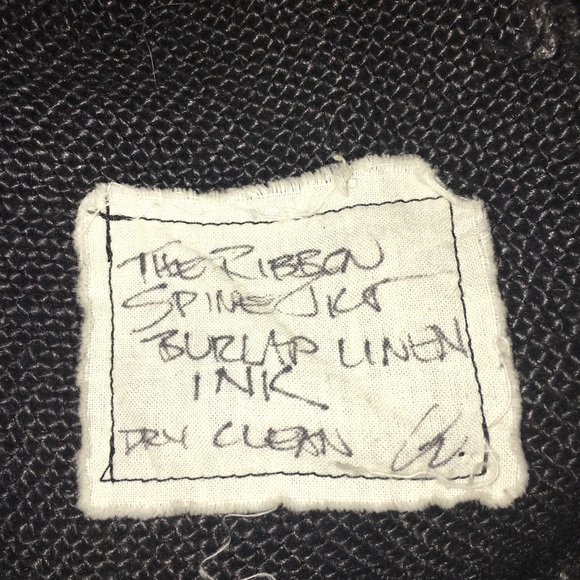 THE RIBBON
SPINE JKT
BURLAP LINEN
INK
DRY CLEAN